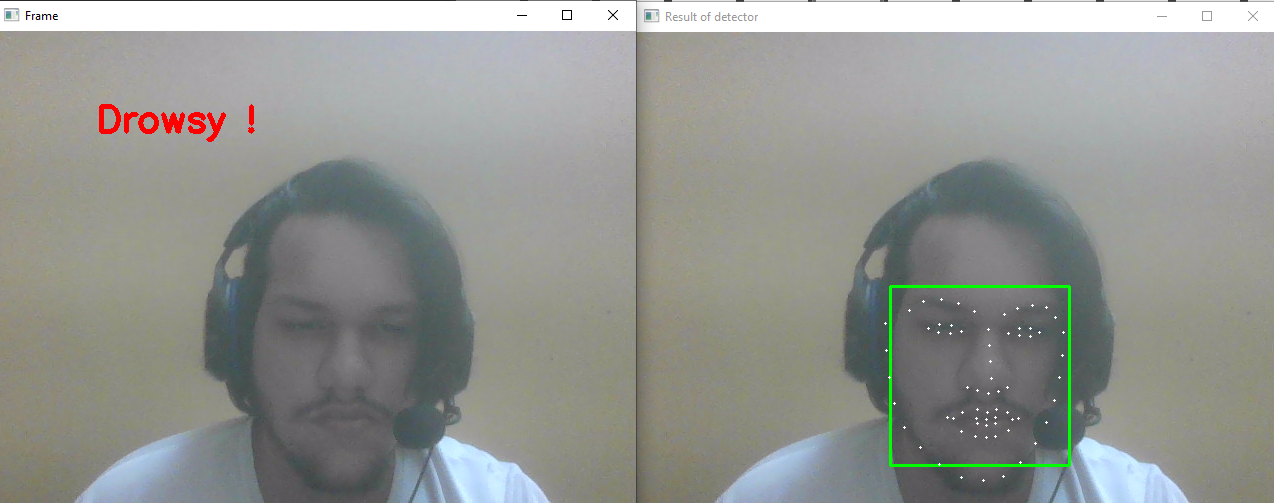 Frame
Result of detector
Drowsy !